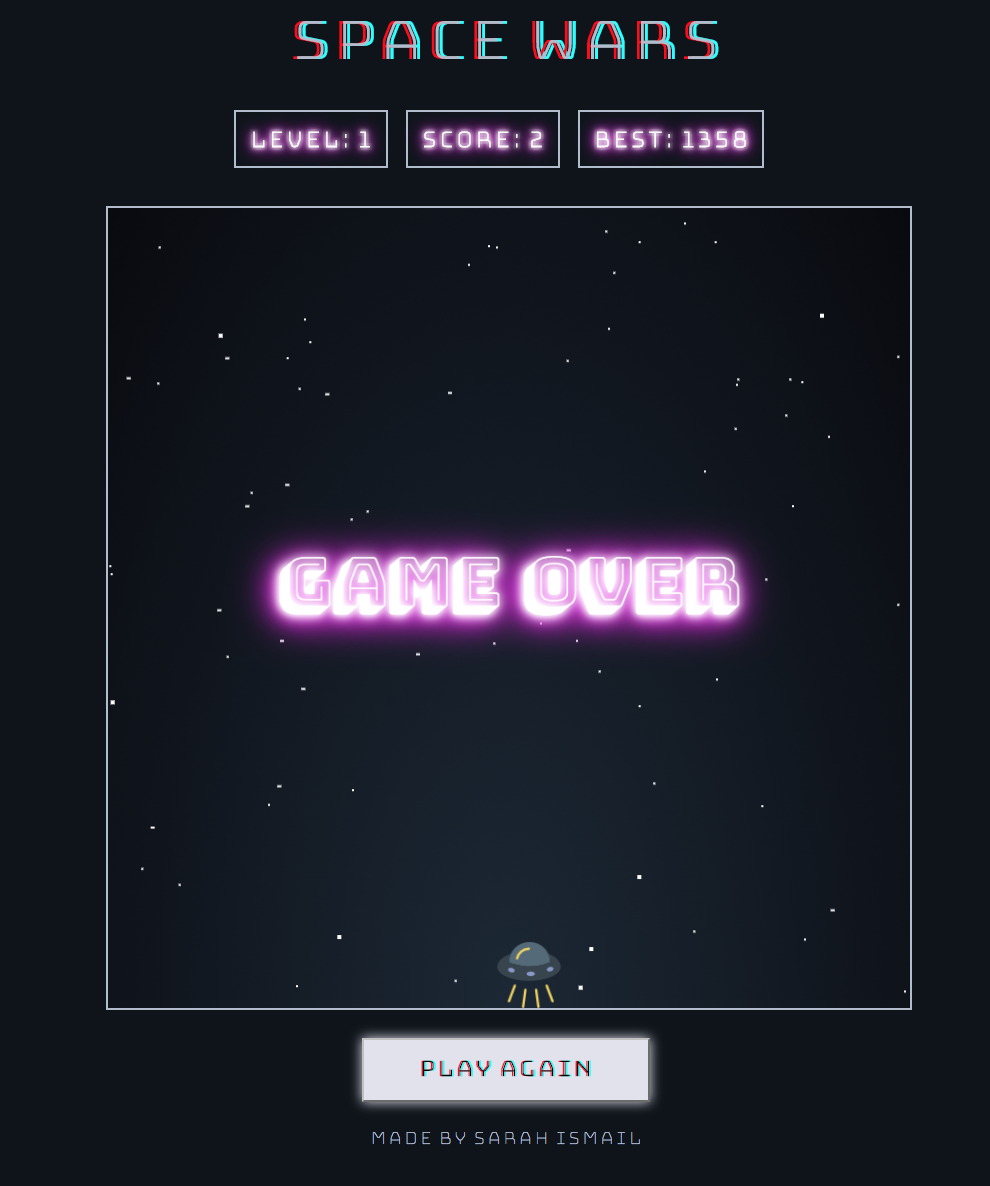 SPACE WARS
LEVEL: 1 SCORE: 2 BEST: 1358
GAME OVER
PLAY AGAIN
MADE BY SARAH ISMAIL